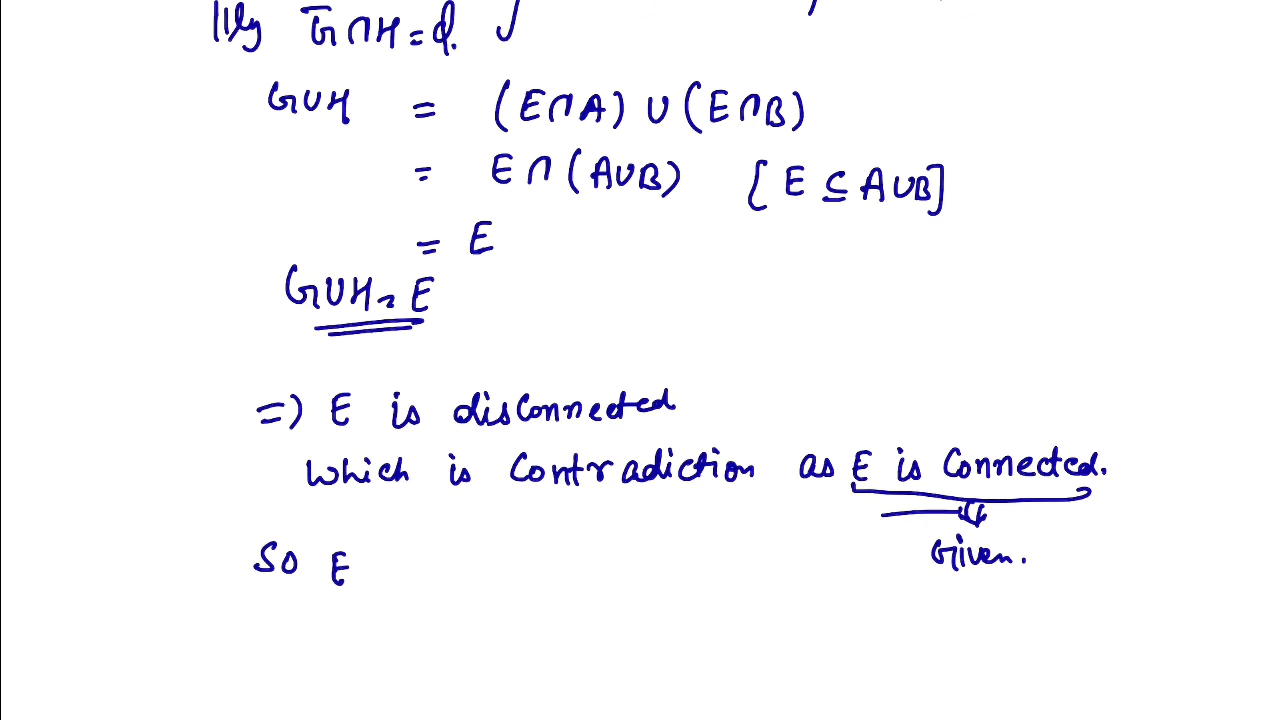 |||ly G̅∩H = φ. √
G∪H = (E∩A) ∪ (E∩B)
= E∩(A∪B) [E ⊆ A∪B]
= E
G∪H = E
=) E is disconnected
which is contradiction as E is connected.
Given.
So E